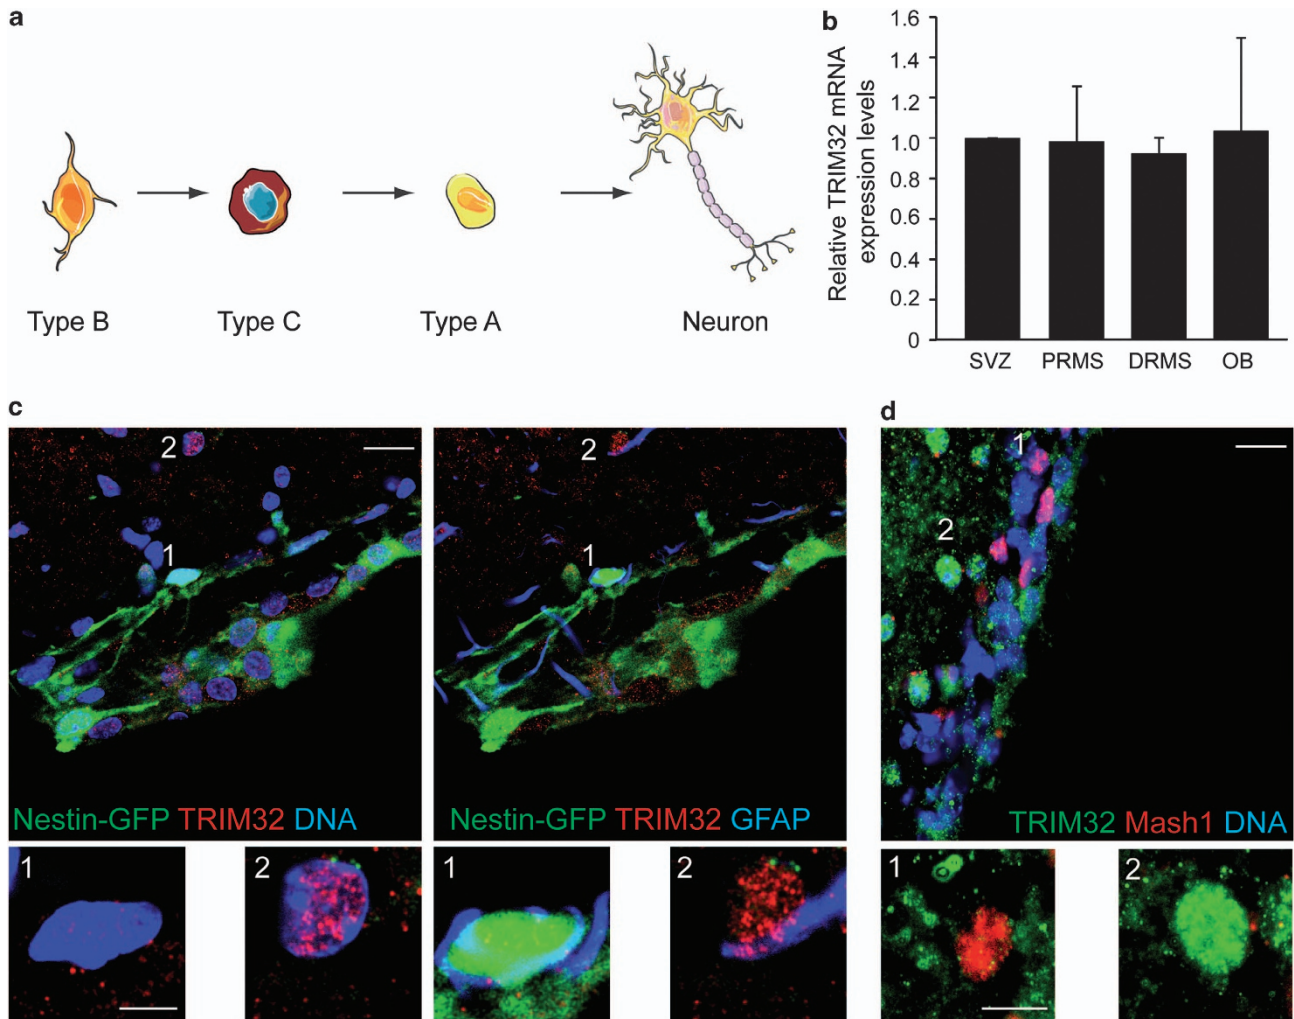 a
Type B
Type C
Type A
Neuron
b
Relative TRIM32 mRNA
expression levels
1.6
1.4
1.2
1.0
0.8
0.6
0.4
0.2
0
SVZ PRMS DRMS OB
c
2
1
Nestin-GFP TRIM32 DNA
2
1
Nestin-GFP TRIM32 GFAP
1
2
1
2
d
1
2
TRIM32 Mash1 DNA
1
2